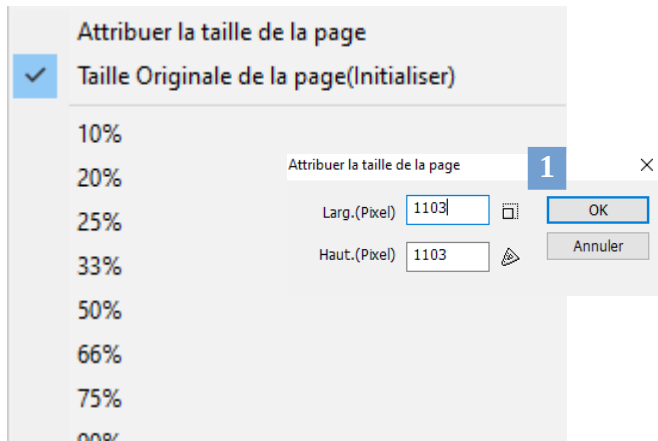 Attribuer la taille de la page
Taille Originale de la page(Initialiser)
10%
20%
25%
33%
50%
66%
75%
90%
Attribuer la taille de la page
1
Larg.(Pixel) 1103 OK
Haut.(Pixel) 1103 Annuler